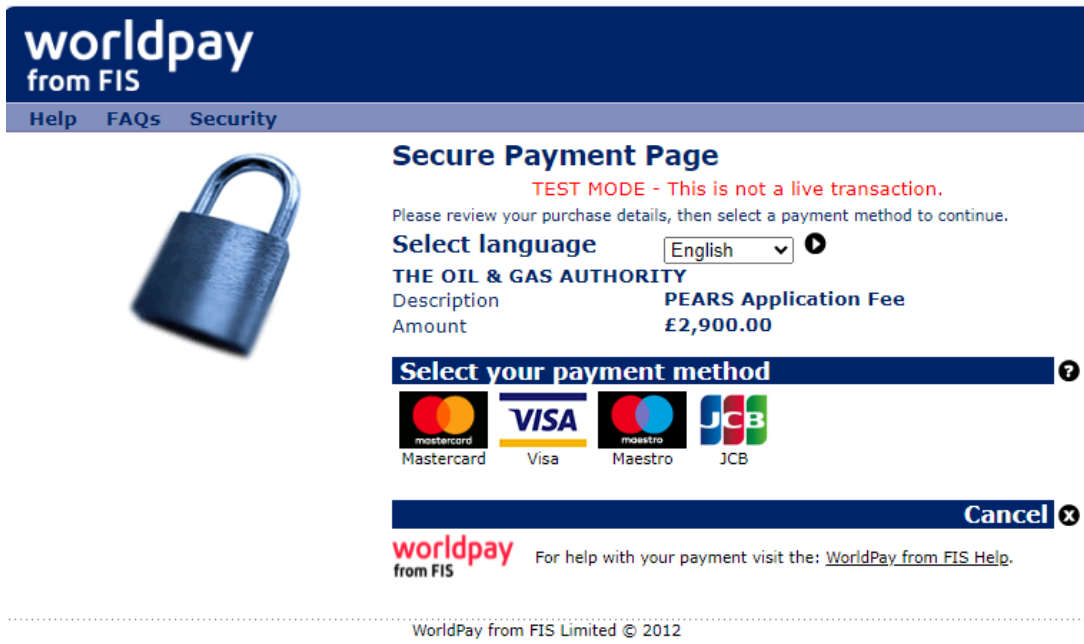 worldpay
from FIS
Help FAQs Security
Secure Payment Page
TEST MODE - This is not a live transaction.
Please review your purchase details, then select a payment method to continue.
Select language English
THE OIL & GAS AUTHORITY
Description PEARS Application Fee
Amount £2,900.00
Select your payment method ?
mastercard VISA maestro JCB
Mastercard Visa Maestro JCB
Cancel x
worldpay
from FIS
For help with your payment visit the: WorldPay from FIS Help.
WorldPay from FIS Limited © 2012